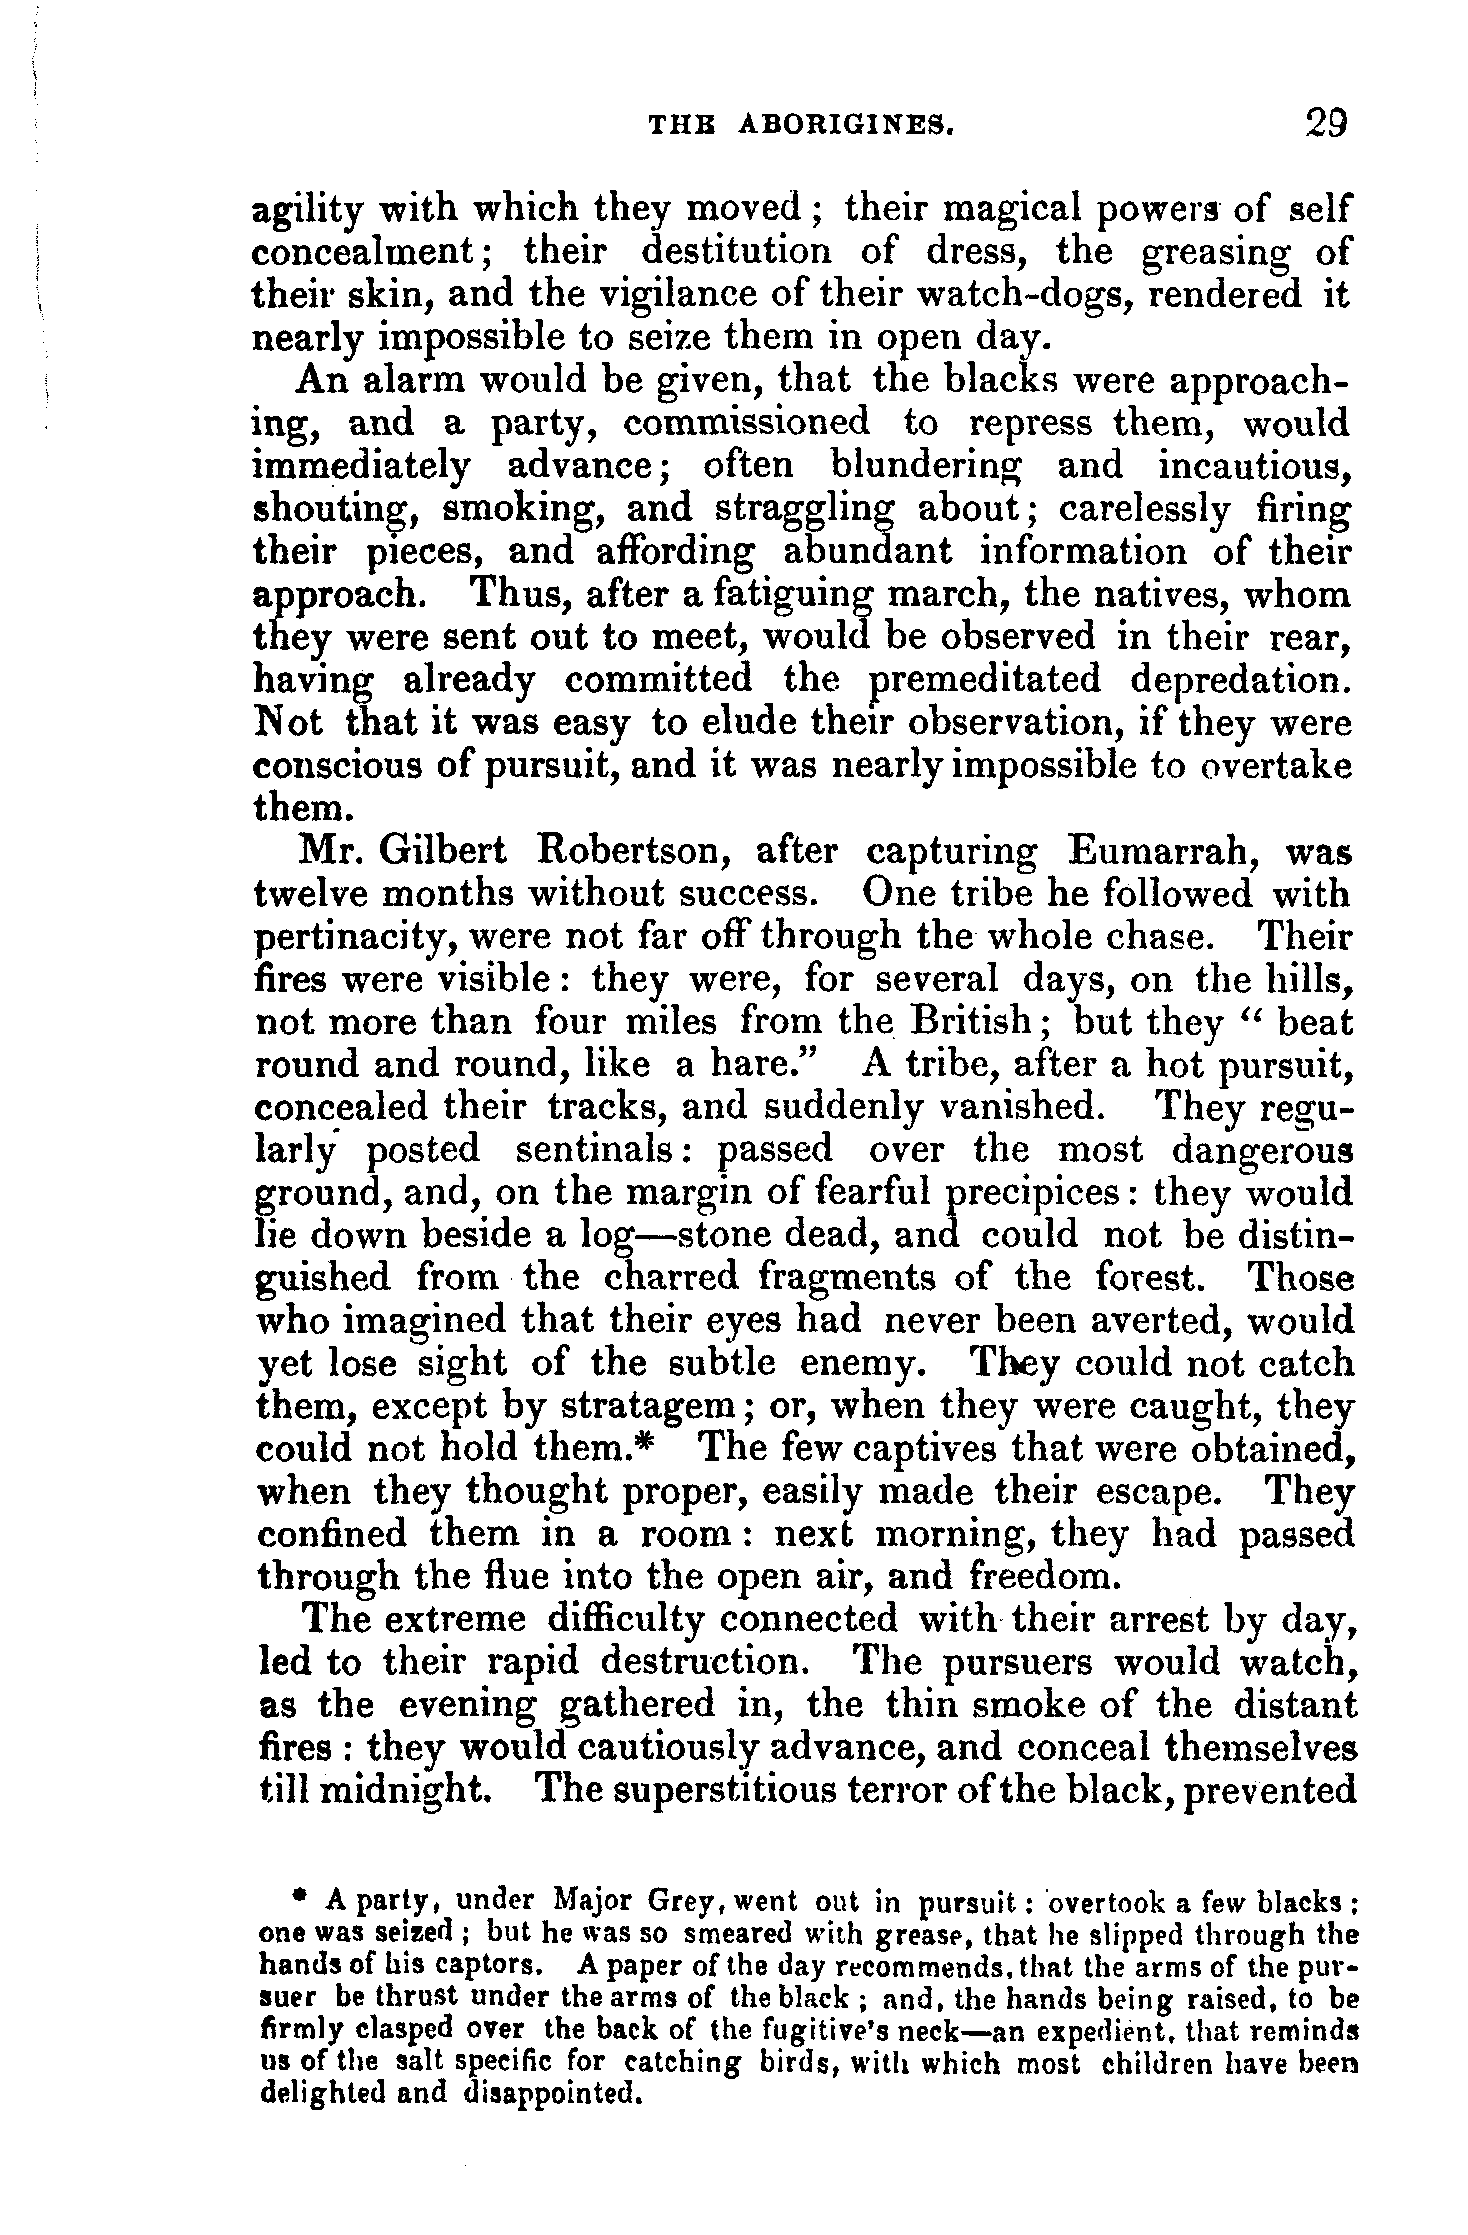 THE ABORIGINES. 29
agility with which they moved ; their magical powers of self
concealment ; their destitution of dress, the greasing of
their skin, and the vigilance of their watch-dogs, rendered it
nearly impossible to seize them in open day.
An alarm would be given, that the blacks were approach-
ing, and a party, commissioned to repress them, would
immediately advance ; often blundering and incautious,
shouting, smoking, and straggling about ; carelessly firing
their pieces, and affording abundant information of their
approach. Thus, after a fatiguing march, the natives, whom
they were sent out to meet, would be observed in their rear,
having already committed the premeditated depredation.
Not that it was easy to elude their observation, if they were
conscious of pursuit, and it was nearly impossible to overtake
them.
Mr. Gilbert Robertson, after capturing Eumarrah, was
twelve months without success. One tribe he followed with
pertinacity, were not far off through the whole chase. Their
fires were visible : they were, for several days, on the hills,
not more than four miles from the British ; but they “ beat
round and round, like a hare.” A tribe, after a hot pursuit,
concealed their tracks, and suddenly vanished. They regu-
larly posted sentinals : passed over the most dangerous
ground, and, on the margin of fearful precipices : they would
lie down beside a log—stone dead, and could not be distin-
guished from the charred fragments of the forest. Those
who imagined that their eyes had never been averted, would
yet lose sight of the subtle enemy. They could not catch
them, except by stratagem ; or, when they were caught, they
could not hold them.* The few captives that were obtained,
when they thought proper, easily made their escape. They
confined them in a room : next morning, they had passed
through the flue into the open air, and freedom.
The extreme difficulty connected with their arrest by day,
led to their rapid destruction. The pursuers would watch,
as the evening gathered in, the thin smoke of the distant
fires : they would cautiously advance, and conceal themselves
till midnight. The superstitious terror of the black, prevented
* A party, under Major Grey, went out in pursuit : overtook a few blacks ;
one was seized ; but he was so smeared with grease, that he slipped through the
hands of his captors. A paper of the day recommends, that the arms of the pur-
suer be thrust under the arms of the black ; and, the hands being raised, to be
firmly clasped over the back of the fugitive's neck—an expedient, that reminds
us of the salt specific for catching birds, with which most children have been
delighted and disappointed.